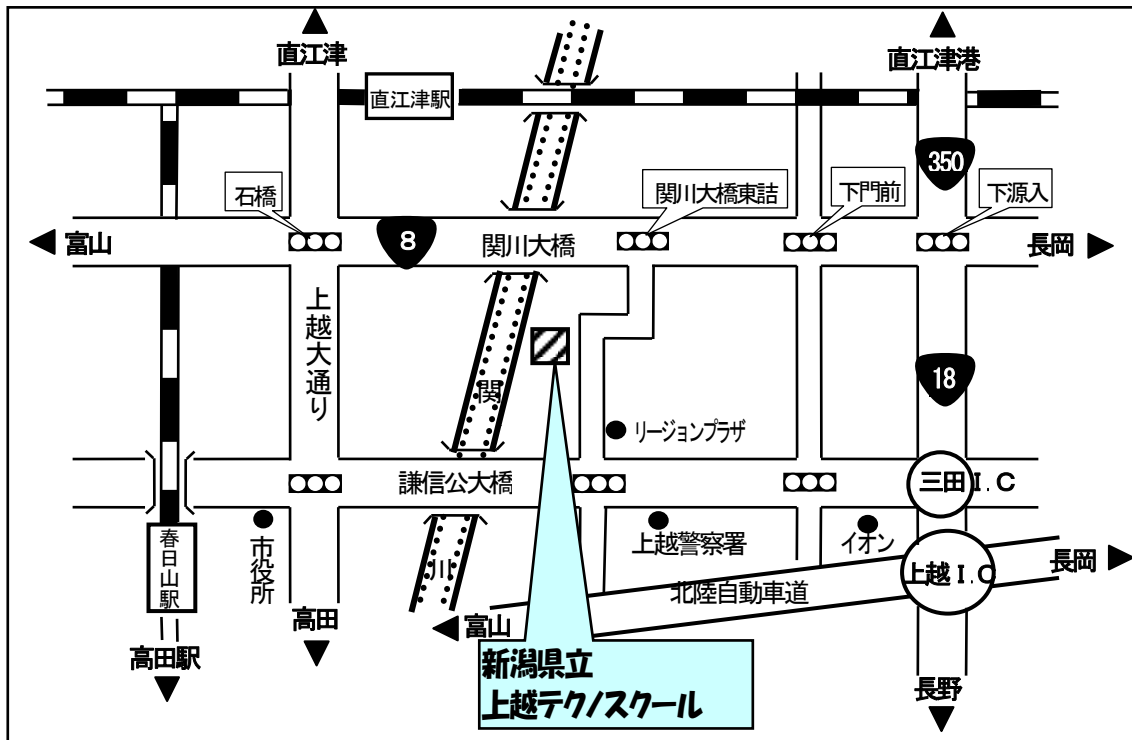 直江津
直江津港
直江津駅
350
石橋
関川大橋東詰
下門前
下源入
富山
8
関川大橋
長岡
上越大通り
18
関
リージョンプラザ
謙信公大橋
三田I.C
春日山駅
市役所
川
上越警察署
イオン
上越I.C
長岡
北陸自動車道
高田
富山
高田駅
新潟県立
上越テクノスクール
長野